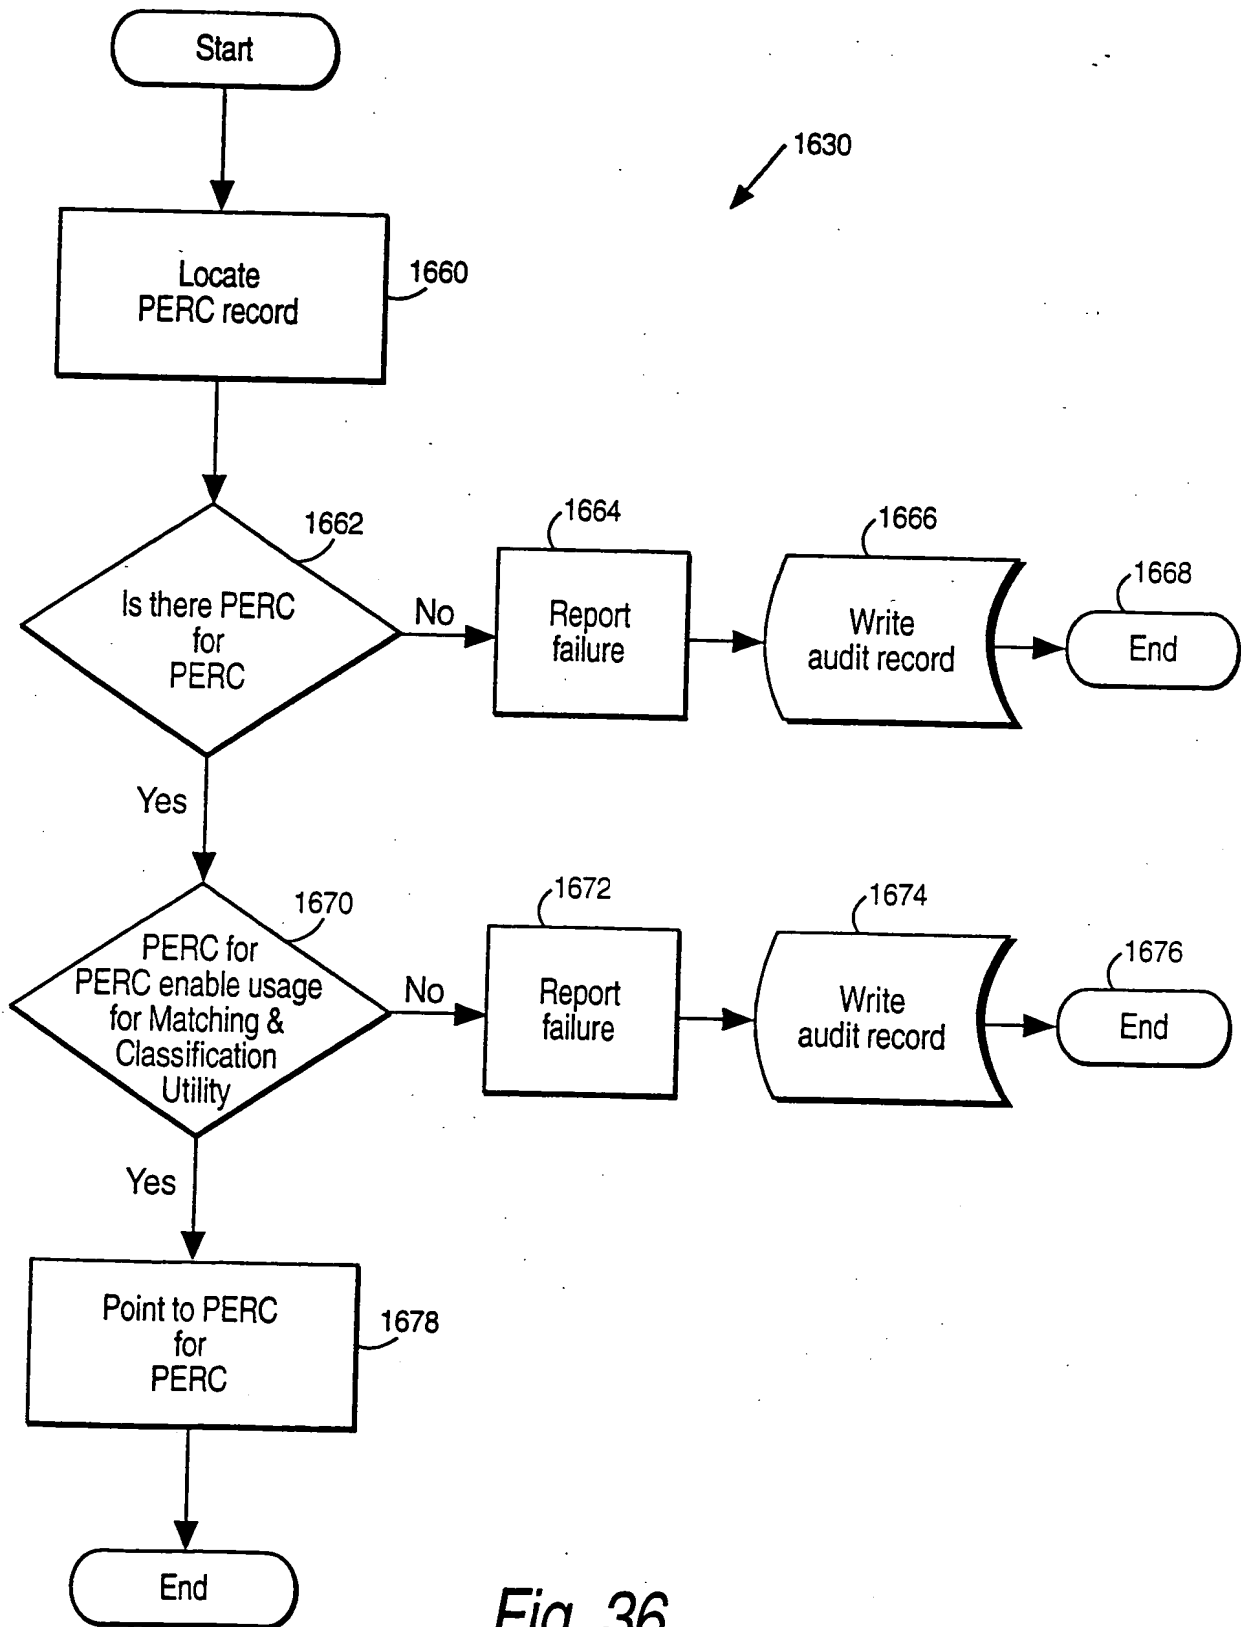 Start
1630
Locate
PERC record
1660
Is there PERC
for
PERC
1662
No
Report
failure
1664
Write
audit record
1666
End
1668
Yes
PERC for
PERC enable usage
for Matching &
Classification
Utility
1670
No
Report
failure
1672
Write
audit record
1674
End
1676
Yes
Point to PERC
for
PERC
1678
End
Fig. 36